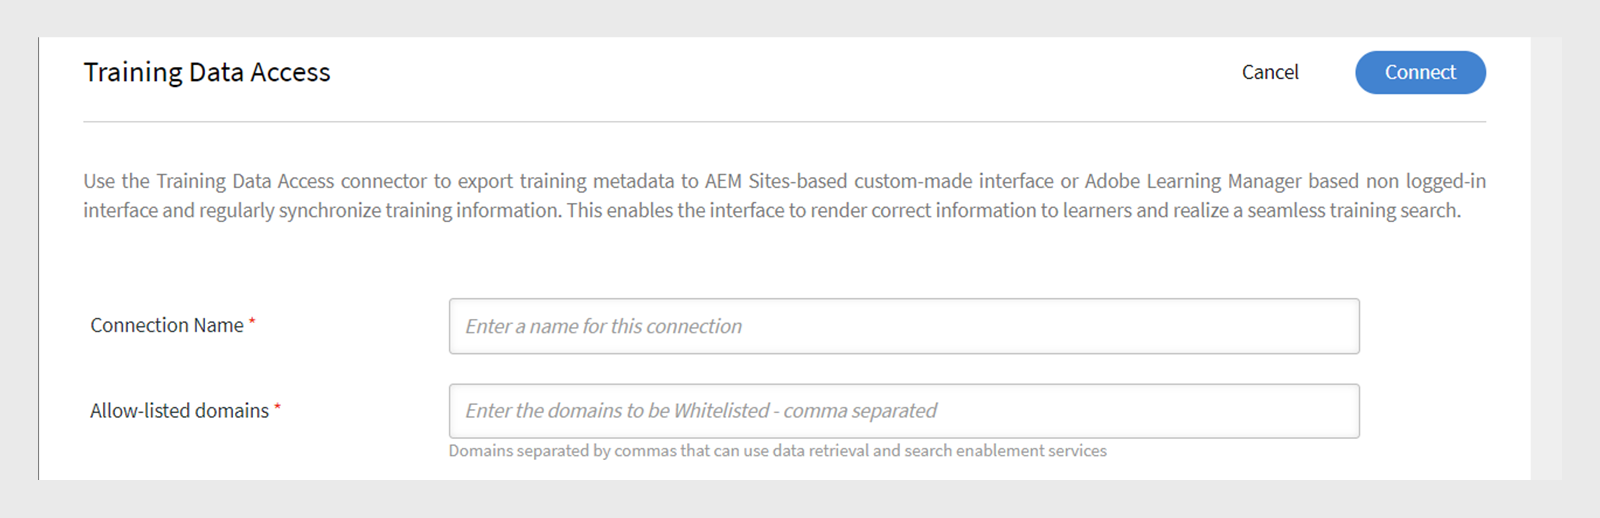 Training Data Access
Cancel
Connect
Use the Training Data Access connector to export training metadata to AEM Sites-based custom-made interface or Adobe Learning Manager based non logged-in
interface and regularly synchronize training information. This enables the interface to render correct information to learners and realize a seamless training search.
Connection Name *
Enter a name for this connection
Allow-listed domains *
Enter the domains to be Whitelisted - comma separated
Domains separated by commas that can use data retrieval and search enablement services